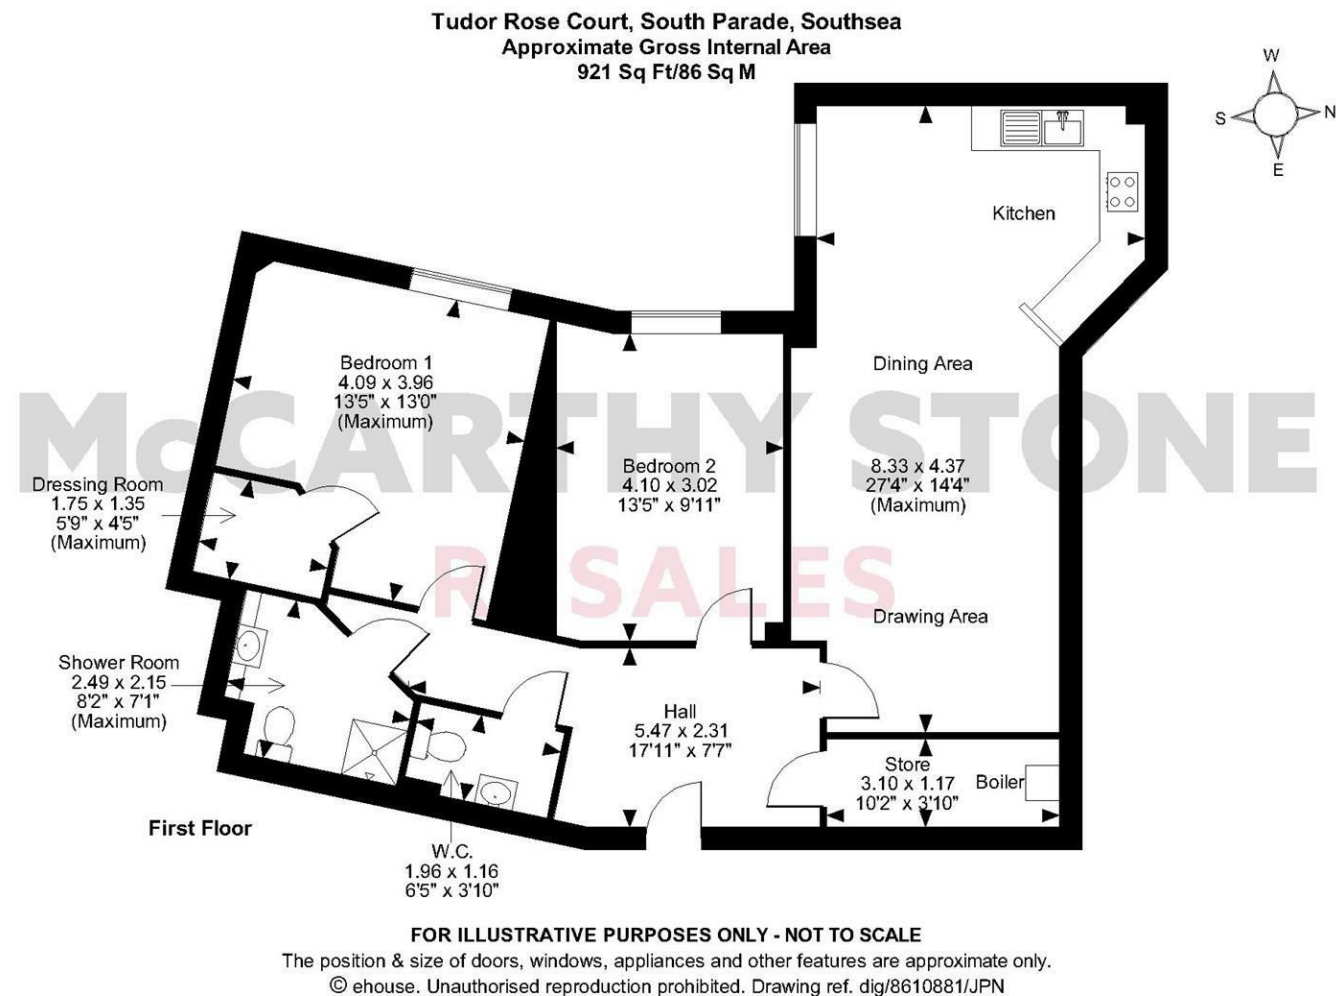 Tudor Rose Court, South Parade, Southsea
Approximate Gross Internal Area
921 Sq Ft/86 Sq M
W
S
N
E
Kitchen
Bedroom 1
4.09 x 3.96
13'5" x 13'0"
(Maximum)
Dining Area
McCARTHY STONE
RESALES
Bedroom 2
4.10 x 3.02
13'5" x 9'11"
8.33 x 4.37
27'4" x 14'4"
(Maximum)
Dressing Room
1.75 x 1.35
5'9" x 4'5"
(Maximum)
Drawing Area
Shower Room
2.49 x 2.15
8'2" x 7'1"
(Maximum)
Hall
5.47 x 2.31
17'11" x 7'7"
Store
3.10 x 1.17
10'2" x 3'10"
Boiler
First Floor
W.C.
1.96 x 1.16
6'5" x 3'10"
FOR ILLUSTRATIVE PURPOSES ONLY - NOT TO SCALE
The position & size of doors, windows, appliances and other features are approximate only.
© ehouse. Unauthorised reproduction prohibited. Drawing ref. dig/8610881/JPN